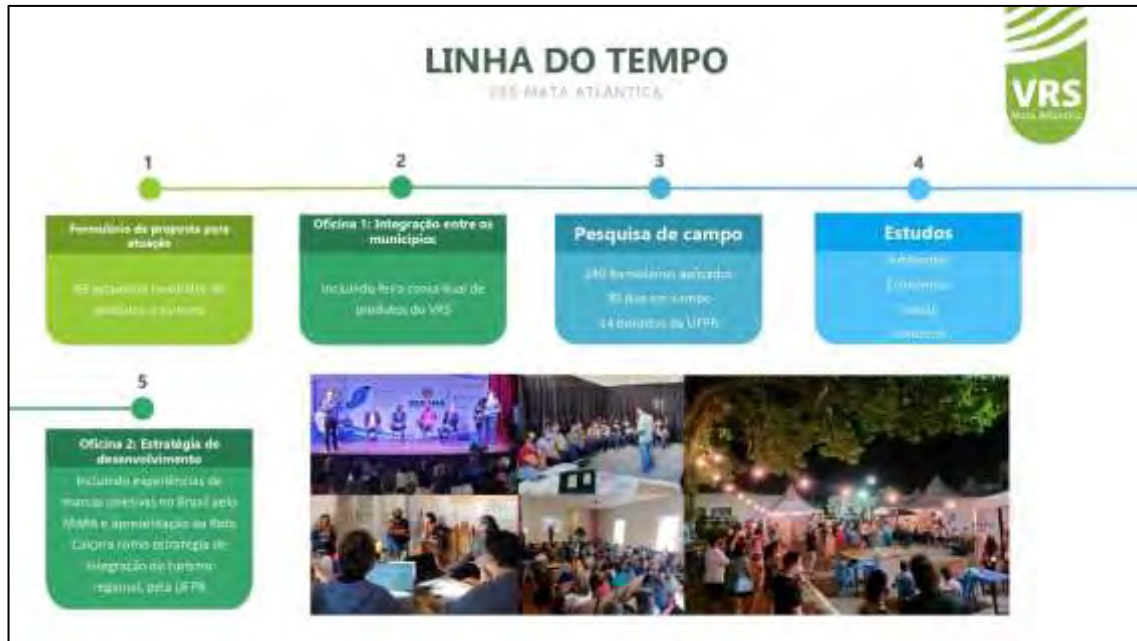 LINHA DO TEMPO
VRS MATA ATLÂNTICA
VRS
Mata Atlântica
1
2
3
4
Formulário de proposta para
atuação
produtos e turismo
Oficina 1: Integração entre os
municípios
Incluindo feira conceitual de
produtos do VRS
Pesquisa de campo
240 formulários aplicados
30 dias em campo
14 bolsistas da UFPR
Estudos
Ambiental
Econômico
5
Oficina 2: Estratégia de
desenvolvimento
Incluindo experiências de
marcas coletivas no Brasil pelo
MAPA e apresentação da Rota
Caiçara como estratégia de
integração do turismo
regional, pela UFPR